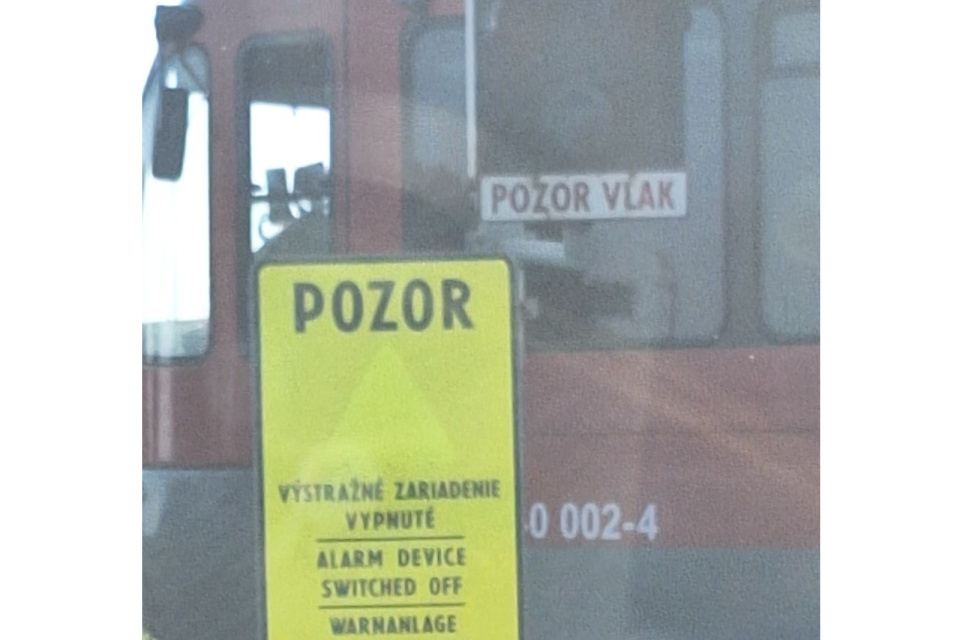 POZOR VLAK
POZOR
VÝSTRAŽNÉ ZARIADENIE
VYPNUTÉ
0 002-4
ALARM DEVICE
SWITCHED OFF
WARNANLAGE